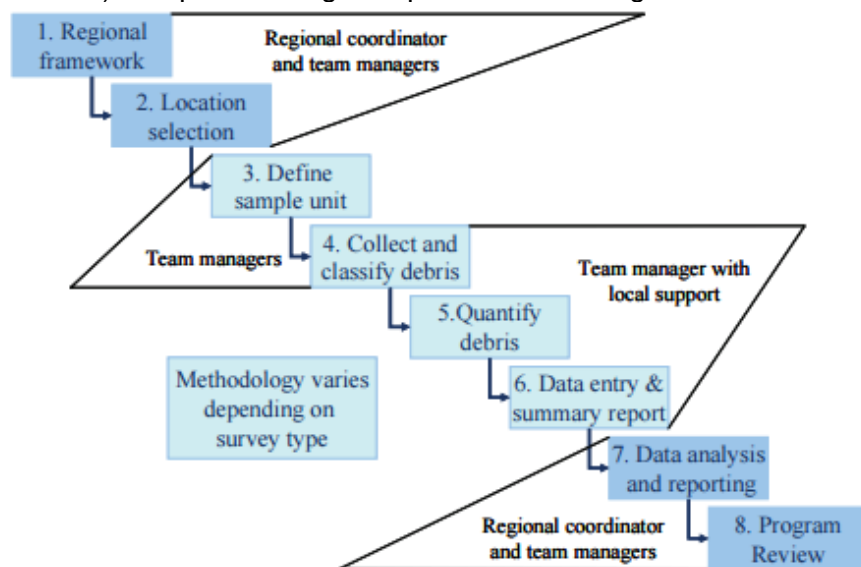 1. Regional
framework
Regional coordinator
and team managers
2. Location
selection
3. Define
sample unit
Team managers
4. Collect and
classify debris
Team manager with
local support
5.Quantify
debris
Methodology varies
depending on
survey type
6. Data entry &
summary report
7. Data analysis
and reporting
Regional coordinator
and team managers
8. Program
Review